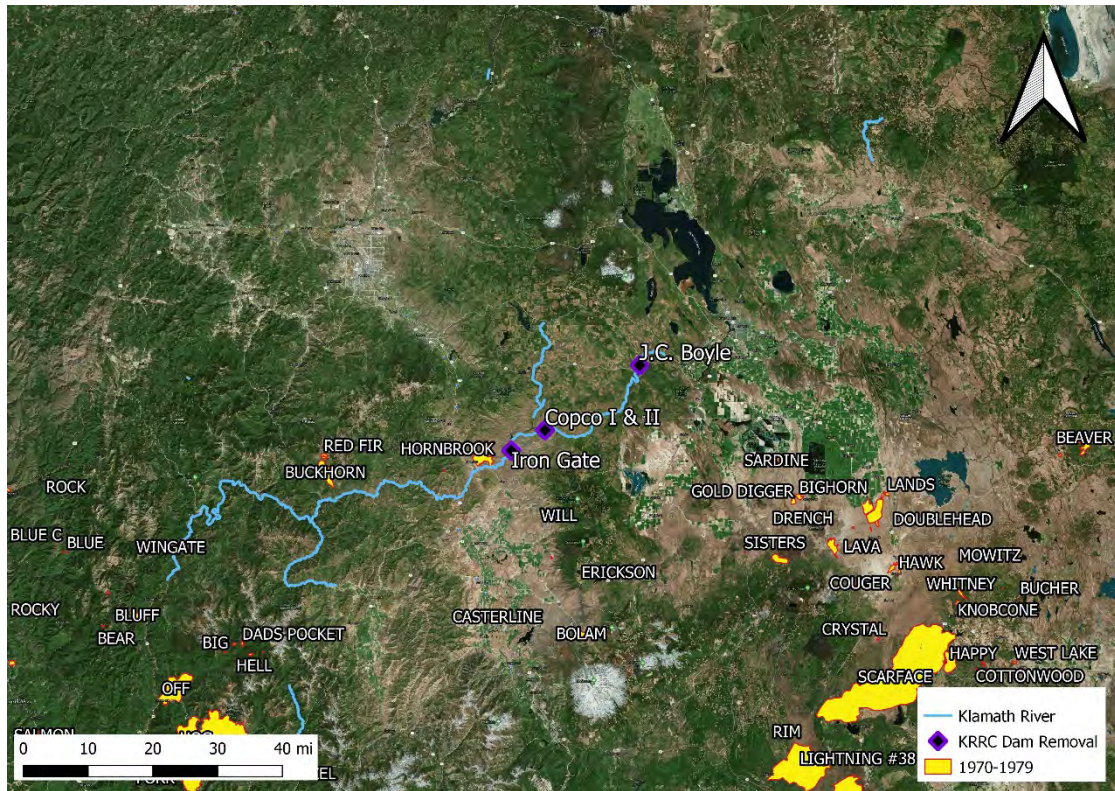 J.C. Boyle
Copco I & II
RED FIR
HORNBROOK
Iron Gate
BEAVER
BUCKHORN
SARDINE
ROCK
GOLD DIGGER
BIGHORN
LANDS
WILL
DRENCH
DOUBLEHEAD
BLUE C
BLUE
WINGATE
SISTERS
LAVA
MOWITZ
HAWK
ERICKSON
COUGER
WHITNEY
BUCHER
ROCKY
BLUFF
CASTERLINE
KNOBCONE
BEAR
BIG
DADS POCKET
BOLAM
CRYSTAL
HELL
HAPPY
WEST LAKE
OFF
SCARFACE
COTTONWOOD
RIM
LIGHTNING #38
Klamath River
KRRC Dam Removal
1970-1979
0 10 20 30 40 mi